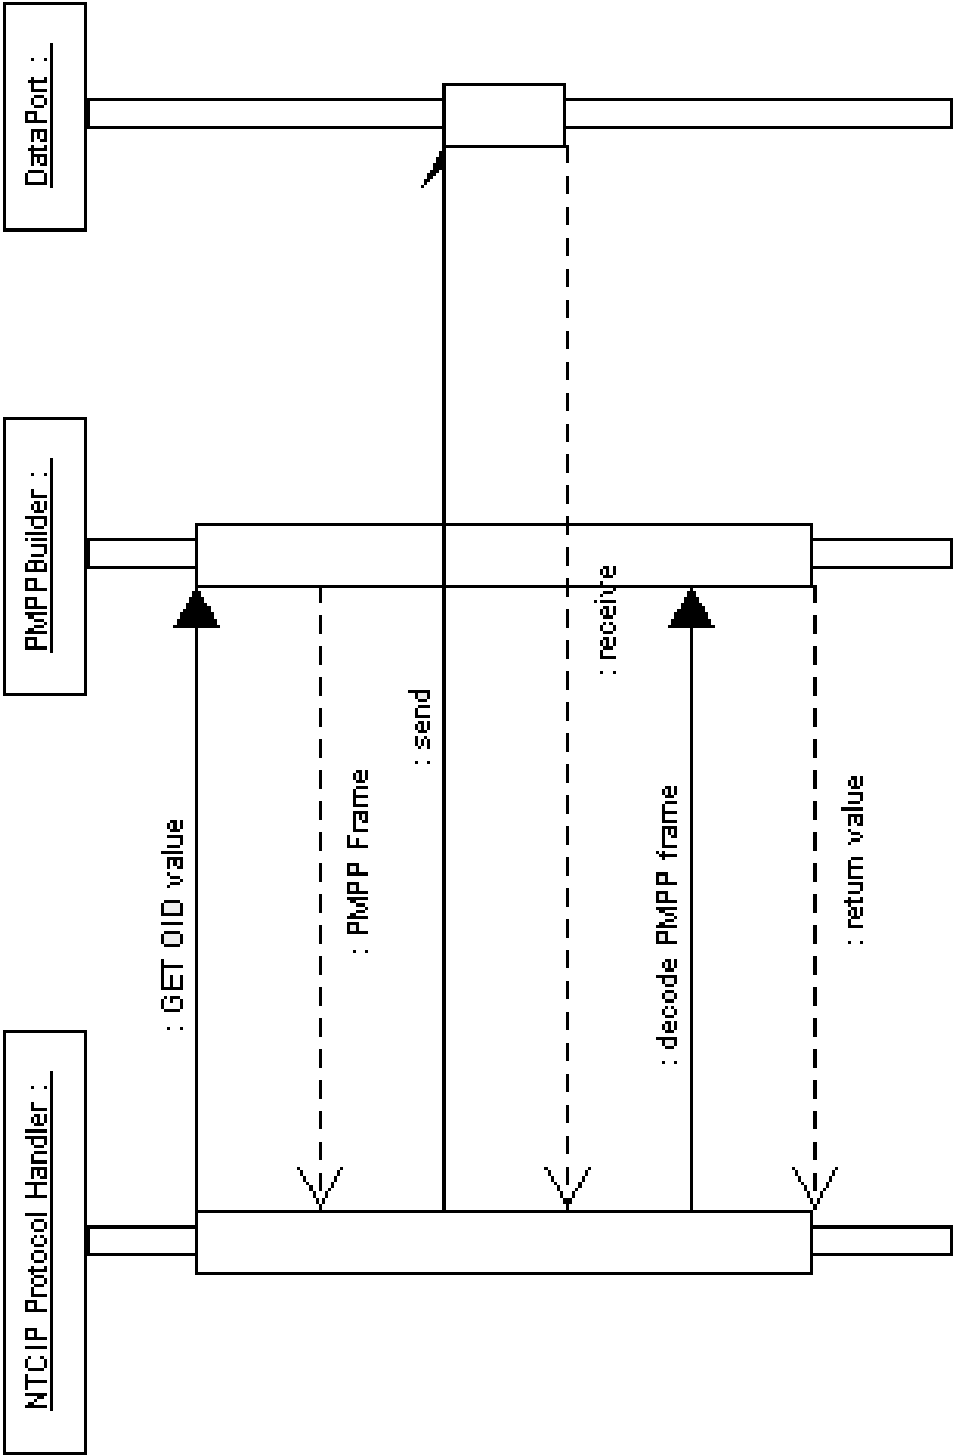 NTCIP Protocol Handler :
PMPPBuilder :
DataPort :
: GET OID value
: PMPP Frame
: send
: receive
: decode PMPP frame
: return value